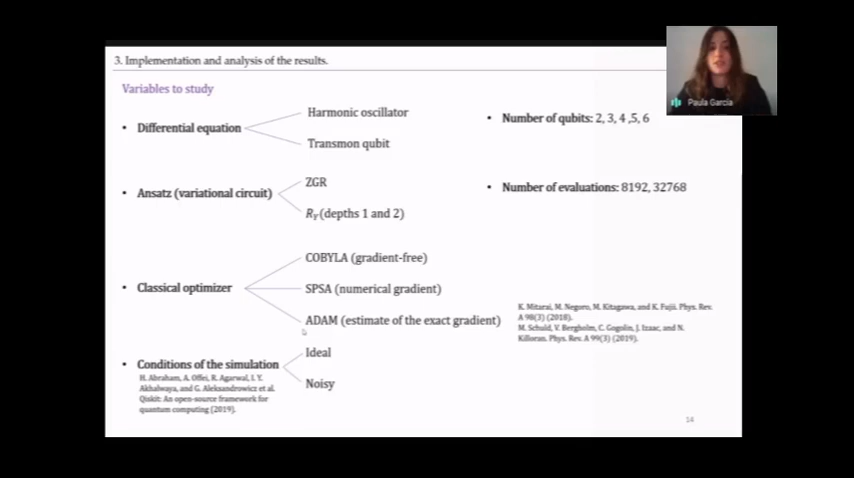 3. Implementation and analysis of the results.
Paula García
Variables to study
• Differential equation
Harmonic oscillator
Transmon qubit
• Number of qubits: 2, 3, 4 ,5, 6
• Ansatz (variational circuit)
ZGR
R_Y(depths 1 and 2)
• Number of evaluations: 8192, 32768
• Classical optimizer
COBYLA (gradient-free)
SPSA (numerical gradient)
ADAM (estimate of the exact gradient)
K. Mitarai, M. Negoro, M. Kitagawa, and K. Fujii. Phys. Rev.
A 98(3) (2018).
M. Schuld, V. Bergholm, C. Gogolin, J. Izaac, and N.
Killoran. Phys. Rev. A 99(3) (2019).
• Conditions of the simulation
Ideal
Noisy
H. Abraham, A. Offei, R. Agarwal, I. Y.
Akhalwaya, and G. Aleksandrowicz et al.
Qiskit: An open-source framework for
quantum computing (2019).
14